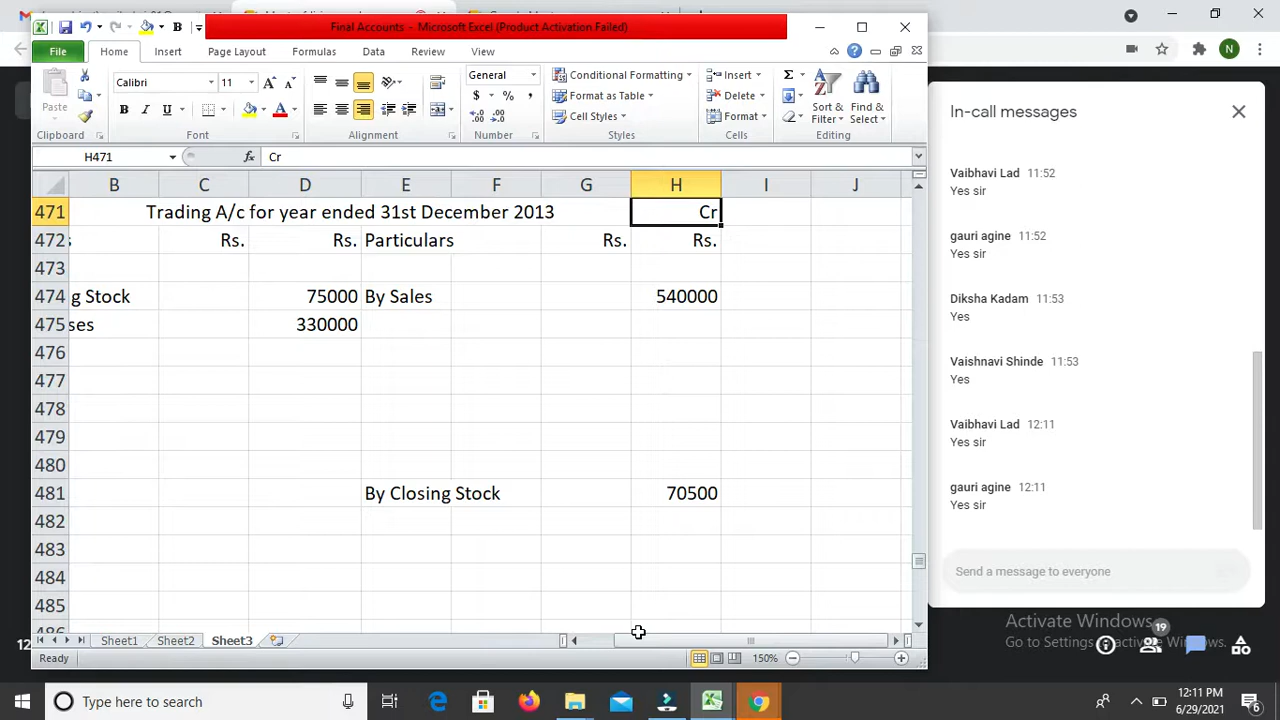 Final Accounts - Microsoft Excel (Product Activation Failed)
File Home Insert Page Layout Formulas Data Review View
Paste
Calibri 11
B I U
General
$ % ,
Conditional Formatting
Format as Table
Cell Styles
Insert
Delete
Format
Sort & Filter
Find & Select
Clipboard Font Alignment Number Styles Cells Editing
H471 fx Cr
B C D E F G H I J
471 Trading A/c for year ended 31st December 2013 Cr
472 Rs. Rs. Particulars Rs. Rs.
473
474 g Stock 75000 By Sales 540000
475 ses 330000
476
477
478
479
480
481 By Closing Stock 70500
482
483
484
485
Sheet1 Sheet2 Sheet3
Ready 150%
N
In-call messages
Vaibhavi Lad 11:52
Yes sir
gauri agine 11:52
Yes sir
Diksha Kadam 11:53
Yes
Vaishnavi Shinde 11:53
Yes
Vaibhavi Lad 12:11
Yes sir
gauri agine 12:11
Yes sir
Send a message to everyone
Activate Windows
Go to Settings to activate Windows.
19
12
Type here to search
12:11 PM
6/29/2021
6